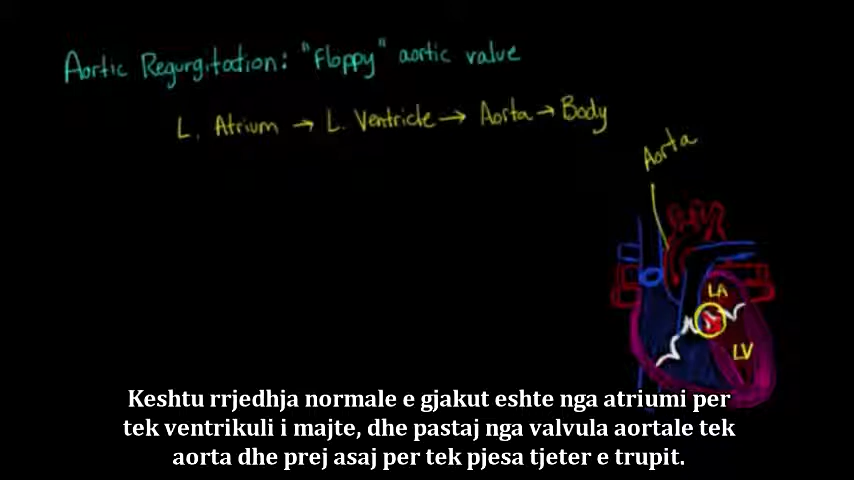 Aortic Regurgitation: "Floppy" aortic valve
L. Atrium → L. Ventricle → Aorta → Body
Aorta
LA
LV
Keshtu rrjedhja normale e gjakut eshte nga atriumi per
tek ventrikuli i majte, dhe pastaj nga valvula aortale tek
aorta dhe prej asaj per tek pjesa tjeter e trupit.